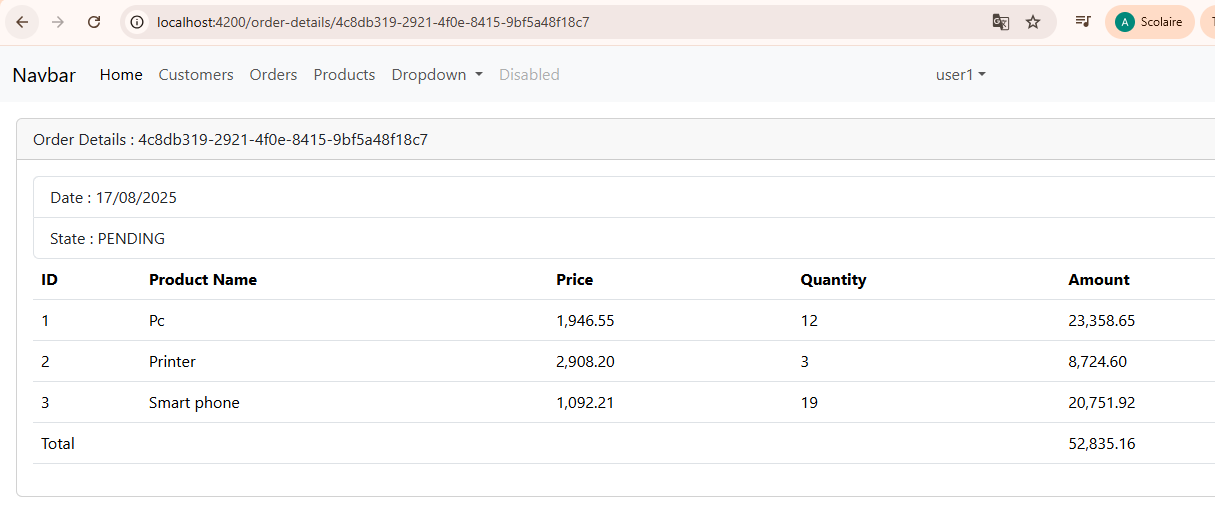 localhost:4200/order-details/4c8db319-2921-4f0e-8415-9bf5a48f18c7 A Scolaire
Navbar Home Customers Orders Products Dropdown Disabled user1
Order Details : 4c8db319-2921-4f0e-8415-9bf5a48f18c7
Date : 17/08/2025
State : PENDING
ID Product Name Price Quantity Amount
1 Pc 1,946.55 12 23,358.65
2 Printer 2,908.20 3 8,724.60
3 Smart phone 1,092.21 19 20,751.92
Total 52,835.16